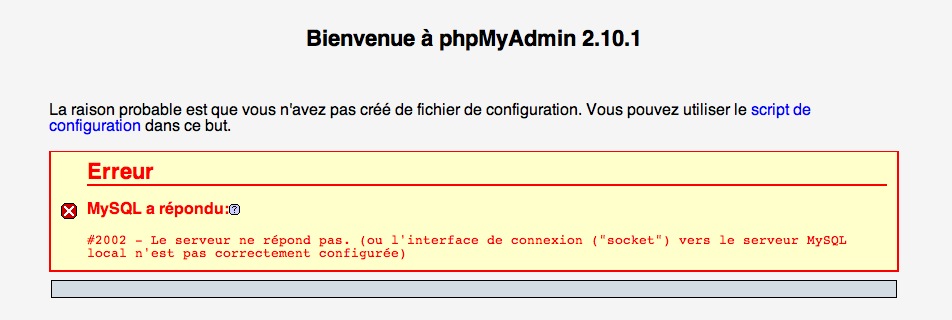 Bienvenue à phpMyAdmin 2.10.1
La raison probable est que vous n'avez pas créé de fichier de configuration. Vous pouvez utiliser le script de
configuration dans ce but.
Erreur
MySQL a répondu:
#2002 - Le serveur ne répond pas. (ou l'interface de connexion ("socket") vers le serveur MySQL
local n'est pas correctement configurée)